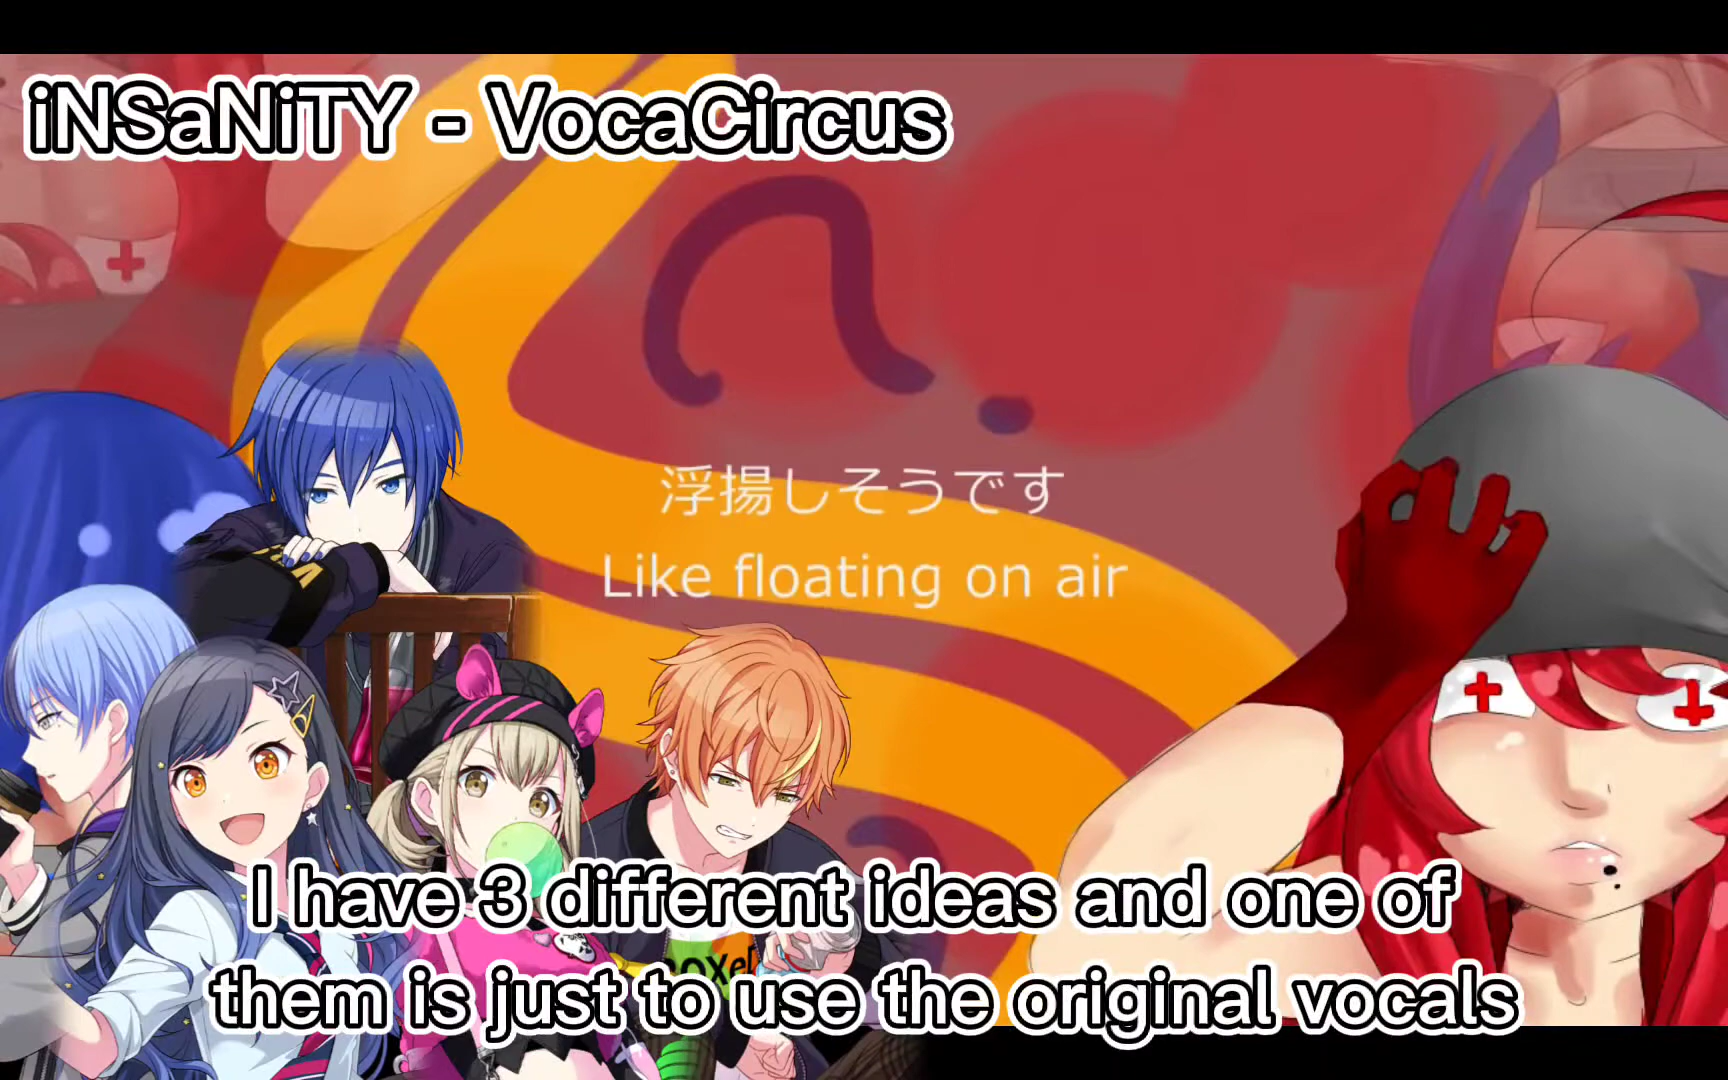 iNSaNiTY - VocaCircus
浮揚しそうです
Like floating on air
I have 3 different ideas and one of
them is just to use the original vocals